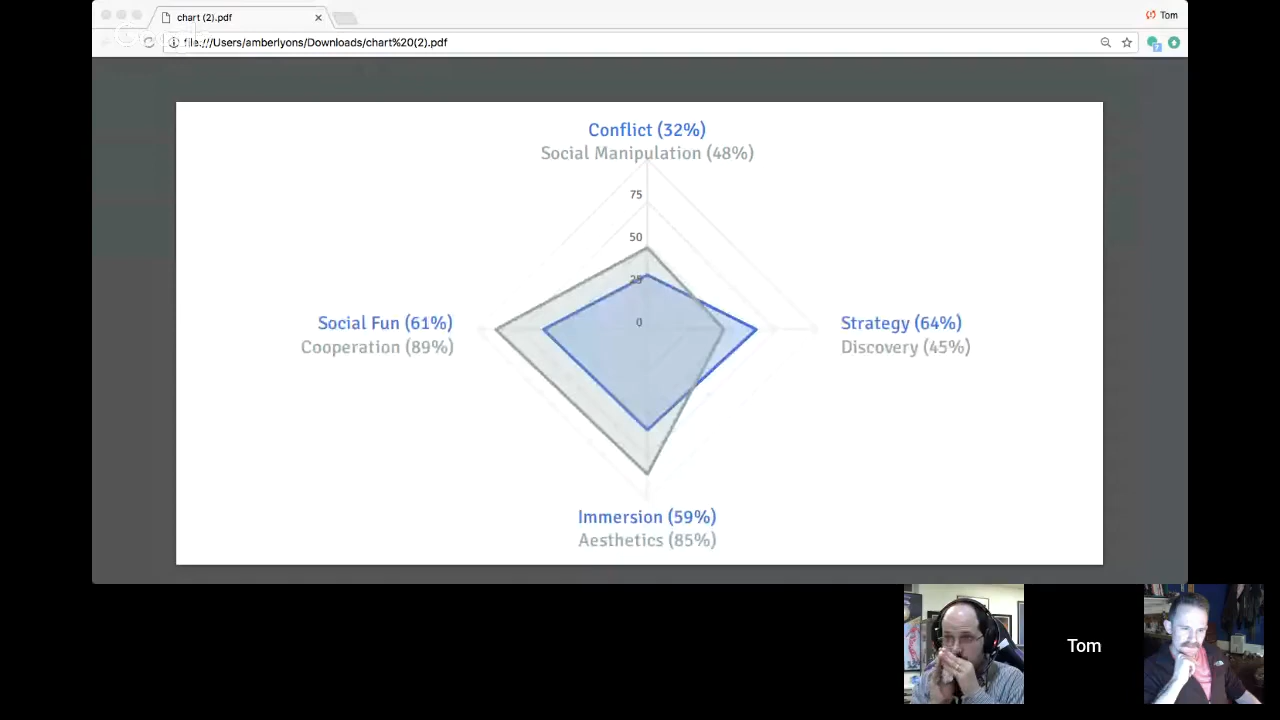 chart (2).pdf
Tom
Google
file:///Users/amberlyons/Downloads/chart%20(2).pdf
Conflict (32%)
Social Manipulation (48%)
75
50
25
0
Social Fun (61%)
Cooperation (89%)
Strategy (64%)
Discovery (45%)
Immersion (59%)
Aesthetics (85%)
Tom